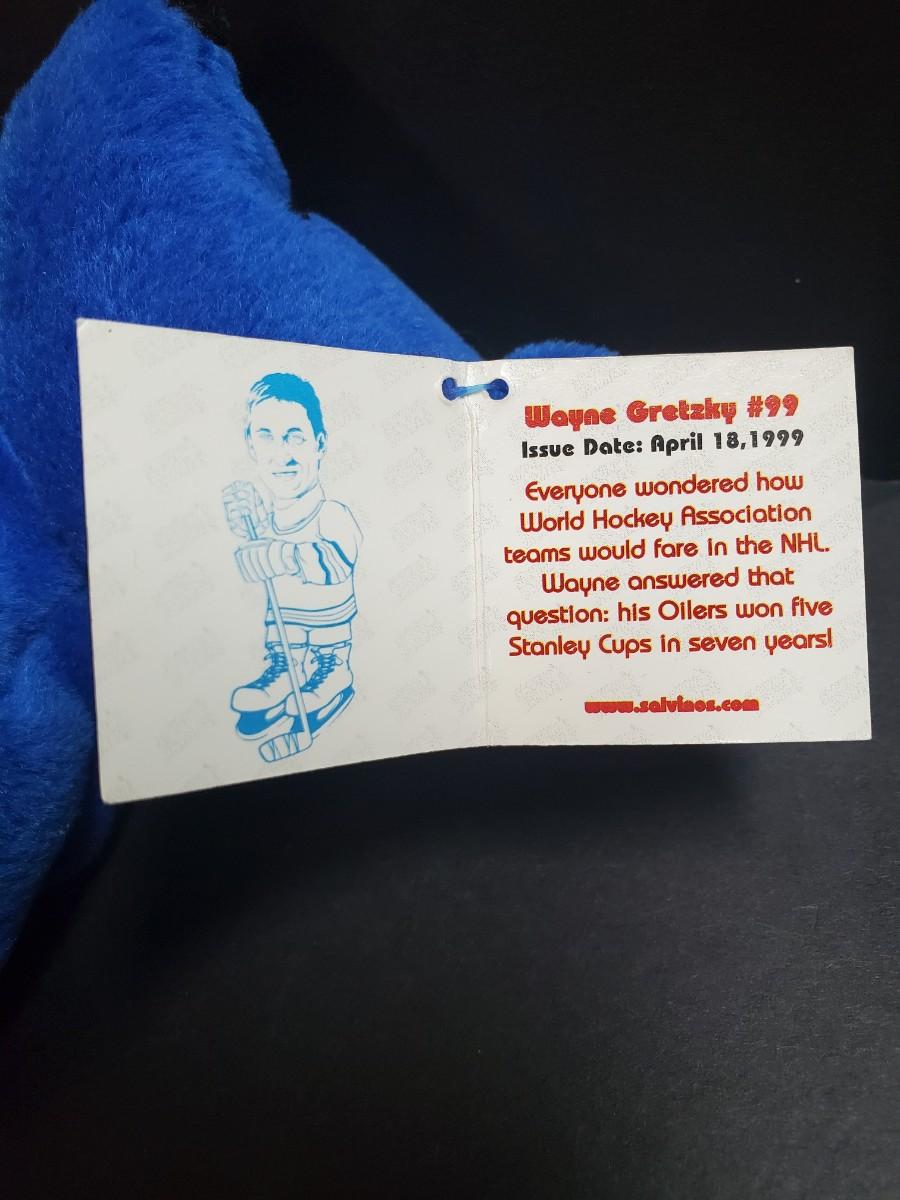 Wayne Gretzky #99
Issue Date: April 18,1999
Everyone wondered how
World Hockey Association
teams would fare in the NHL.
Wayne answered that
question: his Oilers won five
Stanley Cups in seven years!
www.salvinos.com